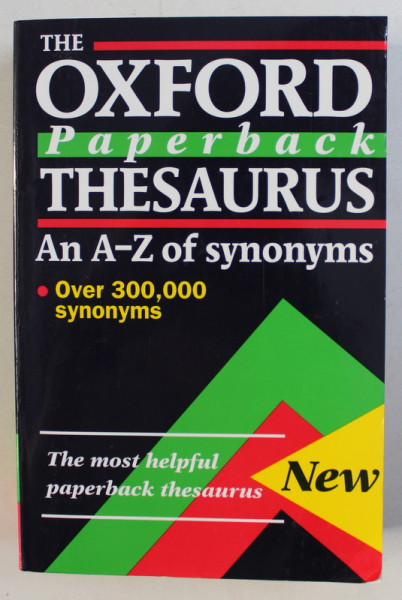 THE
OXFORD
Paperback
THESAURUS
An A–Z of synonyms
• Over 300,000
synonyms
The most helpful
paperback thesaurus
New